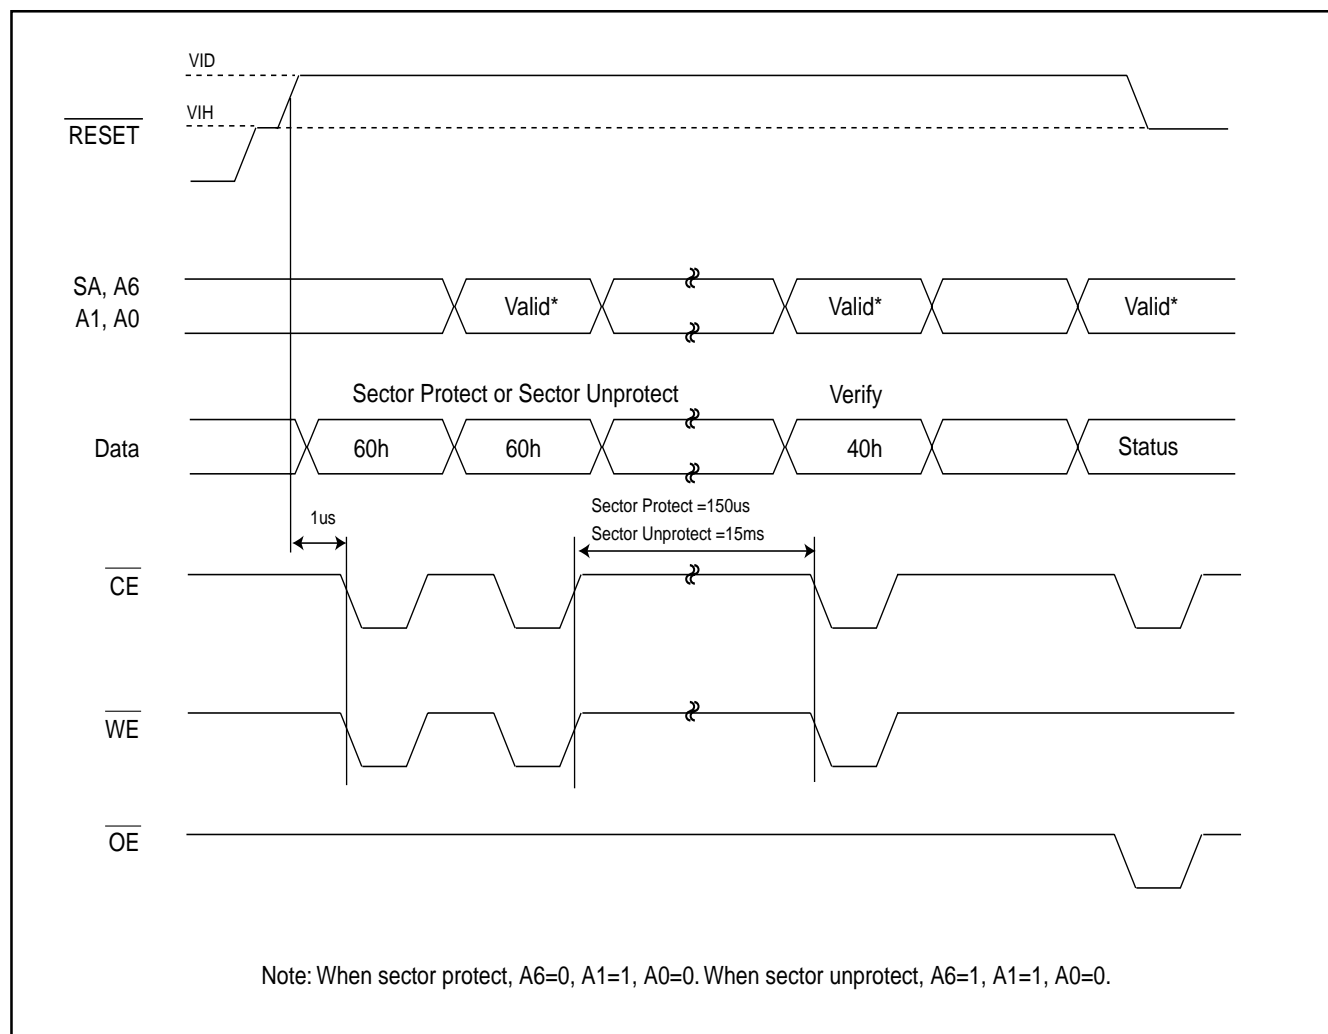 VID
VIH
RESET
SA, A6
A1, A0
Valid*
Valid*
Valid*
Sector Protect or Sector Unprotect
Verify
Data
60h
60h
40h
Status
1us
Sector Protect =150us
Sector Unprotect =15ms
CE
WE
OE
Note: When sector protect, A6=0, A1=1, A0=0. When sector unprotect, A6=1, A1=1, A0=0.